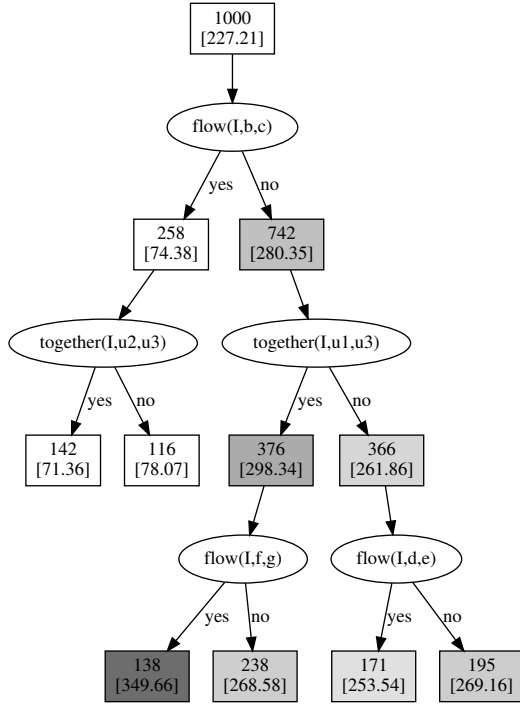 1000
[227.21]
flow(I,b,c)
yes
no
258
[74.38]
742
[280.35]
together(I,u2,u3)
together(I,u1,u3)
yes
no
yes
no
142
[71.36]
116
[78.07]
376
[298.34]
366
[261.86]
flow(I,f,g)
flow(I,d,e)
yes
no
yes
no
138
[349.66]
238
[268.58]
171
[253.54]
195
[269.16]